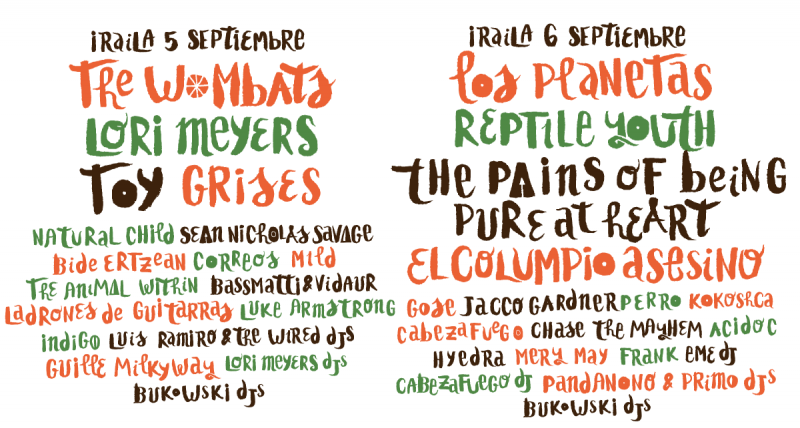 iRaiLA 5 SEPTIEMBRE
The WOMbATS
LORi MEYERS
TOY GRiSES
NATURAL CHilD SEAN NiCHOLAS SAVAGE
BidE ERTZEAN CORREOS MilD
THE ANiMAL WiTHiN BASSMATTi & ViDAUR
LADRONES de GUiTARRAS LUKE ARMSTRONG
iNDiGO LUiS RAMiRO & THE WiRED dJS
GUiLLE MiLKYWAY LORi MEYERS dJS
BUKOWSKi dJS
iRaiLA 6 SEPTIEMBRE
LOS PLANETAS
REPTiLE YOUTH
THE PAiNS OF BEiNG
PURE AT HEART
EL COLUMPiO ASESiNO
GOSE JACCO GARDNER PERRO KOKOSHCA
CABEZAFUEGO CHASE THE MAYHEM ACiDO C
HYEDRA MERY MAY FRANK EME DJ
CABEZAFUEGO DJ PANDANONO & PRiMO dJS
BUKOWSKi dJS